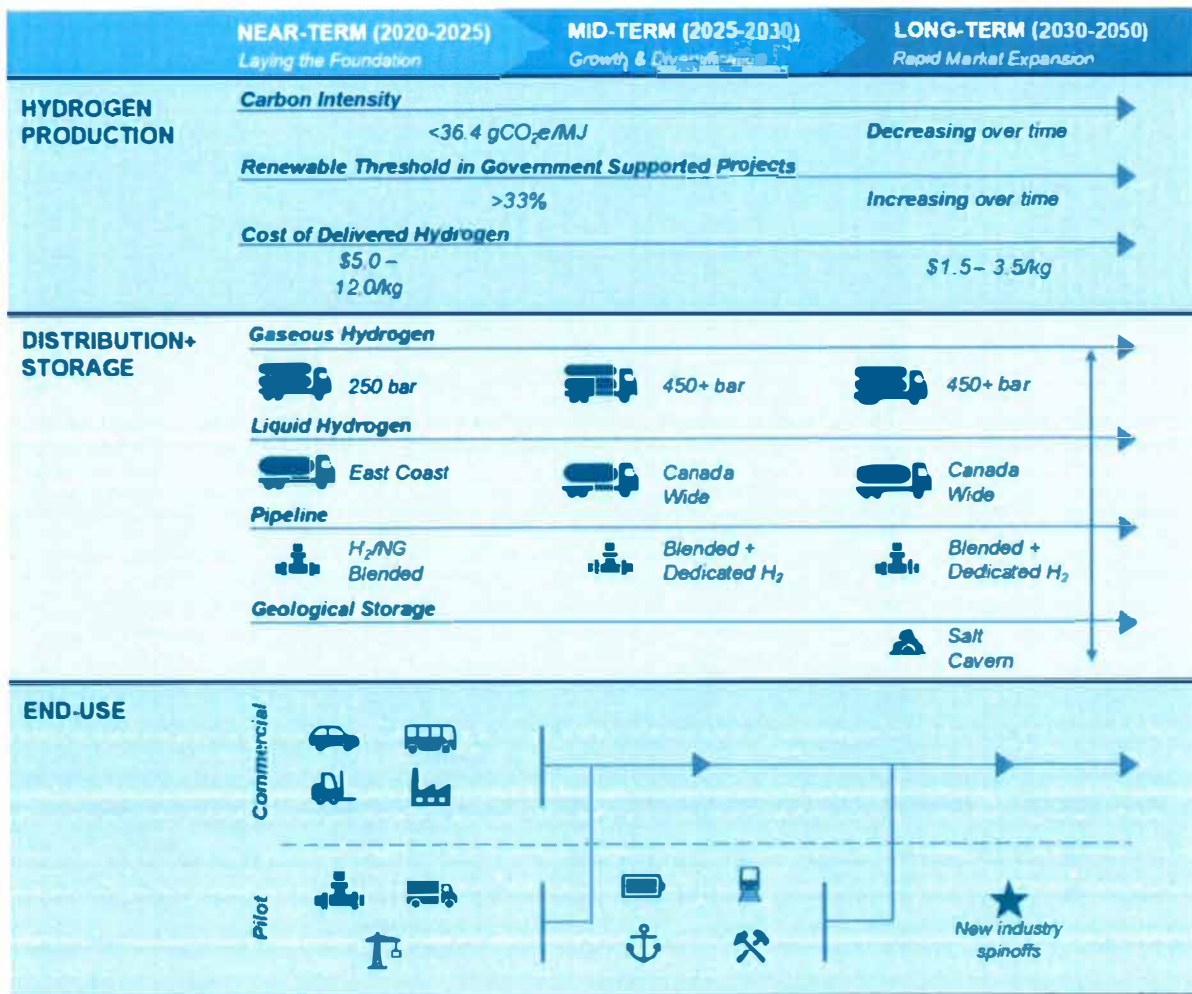 NEAR-TERM (2020-2025)
Laying the Foundation
MID-TERM (2025-2030)
Growth &
LONG-TERM (2030-2050)
Rapid Market Expansion
HYDROGEN
PRODUCTION
Carbon Intensity
<36.4 gCO₂e/MJ
Decreasing over time
Renewable Threshold in Government Supported Projects
>33%
Increasing over time
Cost of Delivered Hydrogen
$5.0 –
12.0/kg
$1.5 – 3.5/kg
DISTRIBUTION+
STORAGE
Gaseous Hydrogen
250 bar
450+ bar
450+ bar
Liquid Hydrogen
East Coast
Canada
Wide
Canada
Wide
Pipeline
H₂/NG
Blended
Blended +
Dedicated H₂
Blended +
Dedicated H₂
Geological Storage
Salt
Cavern
END-USE
Commercial
Pilot
New industry
spinoffs